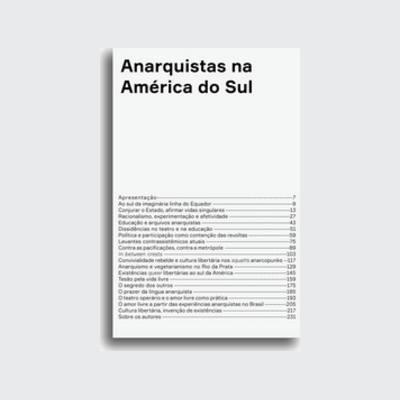 Anarquistas na
América do Sul
Apresentação 7
Ao sul da imaginária linha do Equador 9
Conjurar o Estado, afirmar vidas singulares 13
Racionalismo, experimentação e afetividade 27
Educação e arquivos anarquistas 43
Dissidências no teatro e na educação 51
Política e participação como contenção das revoltas 59
Levantes contrassistêmicos atuais 75
Contra as pacificações, contra a metrópole 89
In between crests 103
Convivialidade rebelde e cultura libertária nos squatts anarcopunks 117
Anarquismo e vegetarianismo no Rio da Prata 129
Existências queer libertárias ao sul da América 145
Tesão pela vida livre 159
O segredo dos outros 175
O prazer da língua anarquista 185
O teatro operário e o amor livre como prática 193
O amor livre a partir das experiências anarquistas no Brasil 205
Cultura libertária, invenção de existências 217
Sobre os autores 231